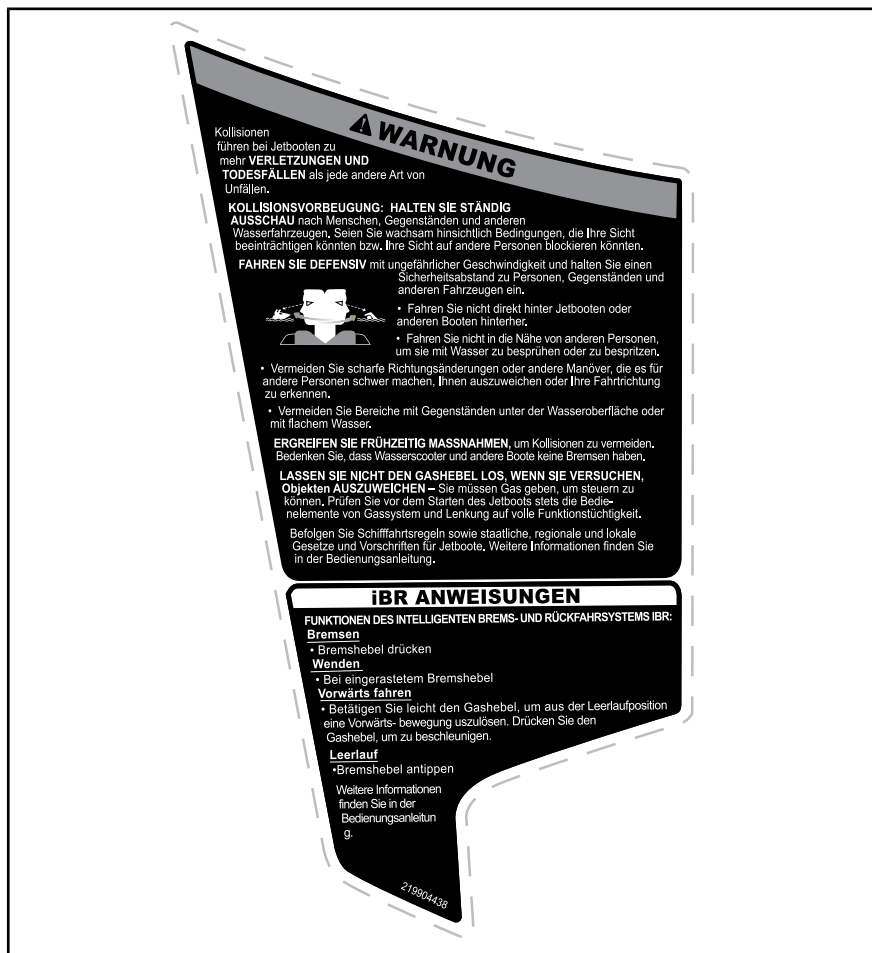 WARNUNG
Kollisionen
führen bei Jetbooten zu
mehr VERLETZUNGEN UND
TODESFÄLLEN als jede andere Art von
Unfällen.
KOLLISIONSVORBEUGUNG: HALTEN SIE STÄNDIG
AUSSCHAU nach Menschen, Gegenständen und anderen
Wasserfahrzeugen. Seien Sie wachsam hinsichtlich Bedingungen, die Ihre Sicht
beeinträchtigen könnten bzw. Ihre Sicht auf andere Personen blockieren könnten.
FAHREN SIE DEFENSIV mit ungefährlicher Geschwindigkeit und halten Sie einen
Sicherheitsabstand zu Personen, Gegenständen und
anderen Fahrzeugen ein.
• Fahren Sie nicht direkt hinter Jetbooten oder
anderen Booten hinterher.
• Fahren Sie nicht in die Nähe von anderen Personen,
um sie mit Wasser zu besprühen oder zu bespritzen.
• Vermeiden Sie scharfe Richtungsänderungen oder andere Manöver, die es für
andere Personen schwer machen, Ihnen auszuweichen oder Ihre Fahrtrichtung
zu erkennen.
• Vermeiden Sie Bereiche mit Gegenständen unter der Wasseroberfläche oder
mit flachem Wasser.
ERGREIFEN SIE FRÜHZEITIG MASSNAHMEN, um Kollisionen zu vermeiden.
Bedenken Sie, dass Wasserscooter und andere Boote keine Bremsen haben.
LASSEN SIE NICHT DEN GASHEBEL LOS, WENN SIE VERSUCHEN,
Objekten AUSZUWEICHEN – Sie müssen Gas geben, um steuern zu
können. Prüfen Sie vor dem Starten des Jetboots stets die Bedie-
nelemente von Gassystem und Lenkung auf volle Funktionstüchtigkeit.
Befolgen Sie Schifffahrtsregeln sowie staatliche, regionale und lokale
Gesetze und Vorschriften für Jetboote. Weitere Informationen finden Sie
in der Bedienungsanleitung.
iBR ANWEISUNGEN
FUNKTIONEN DES INTELLIGENTEN BREMS- UND RÜCKFAHRSYSTEMS IBR:
Bremsen
• Bremshebel drücken
Wenden
• Bei eingerastetem Bremshebel
Vorwärts fahren
• Betätigen Sie leicht den Gashebel, um aus der Leerlaufposition
eine Vorwärts- bewegung uszulösen. Drücken Sie den
Gashebel, um zu beschleunigen.
Leerlauf
•Bremshebel antippen
Weitere Informationen
finden Sie in der
Bedienungsanleitun
g.
219904438